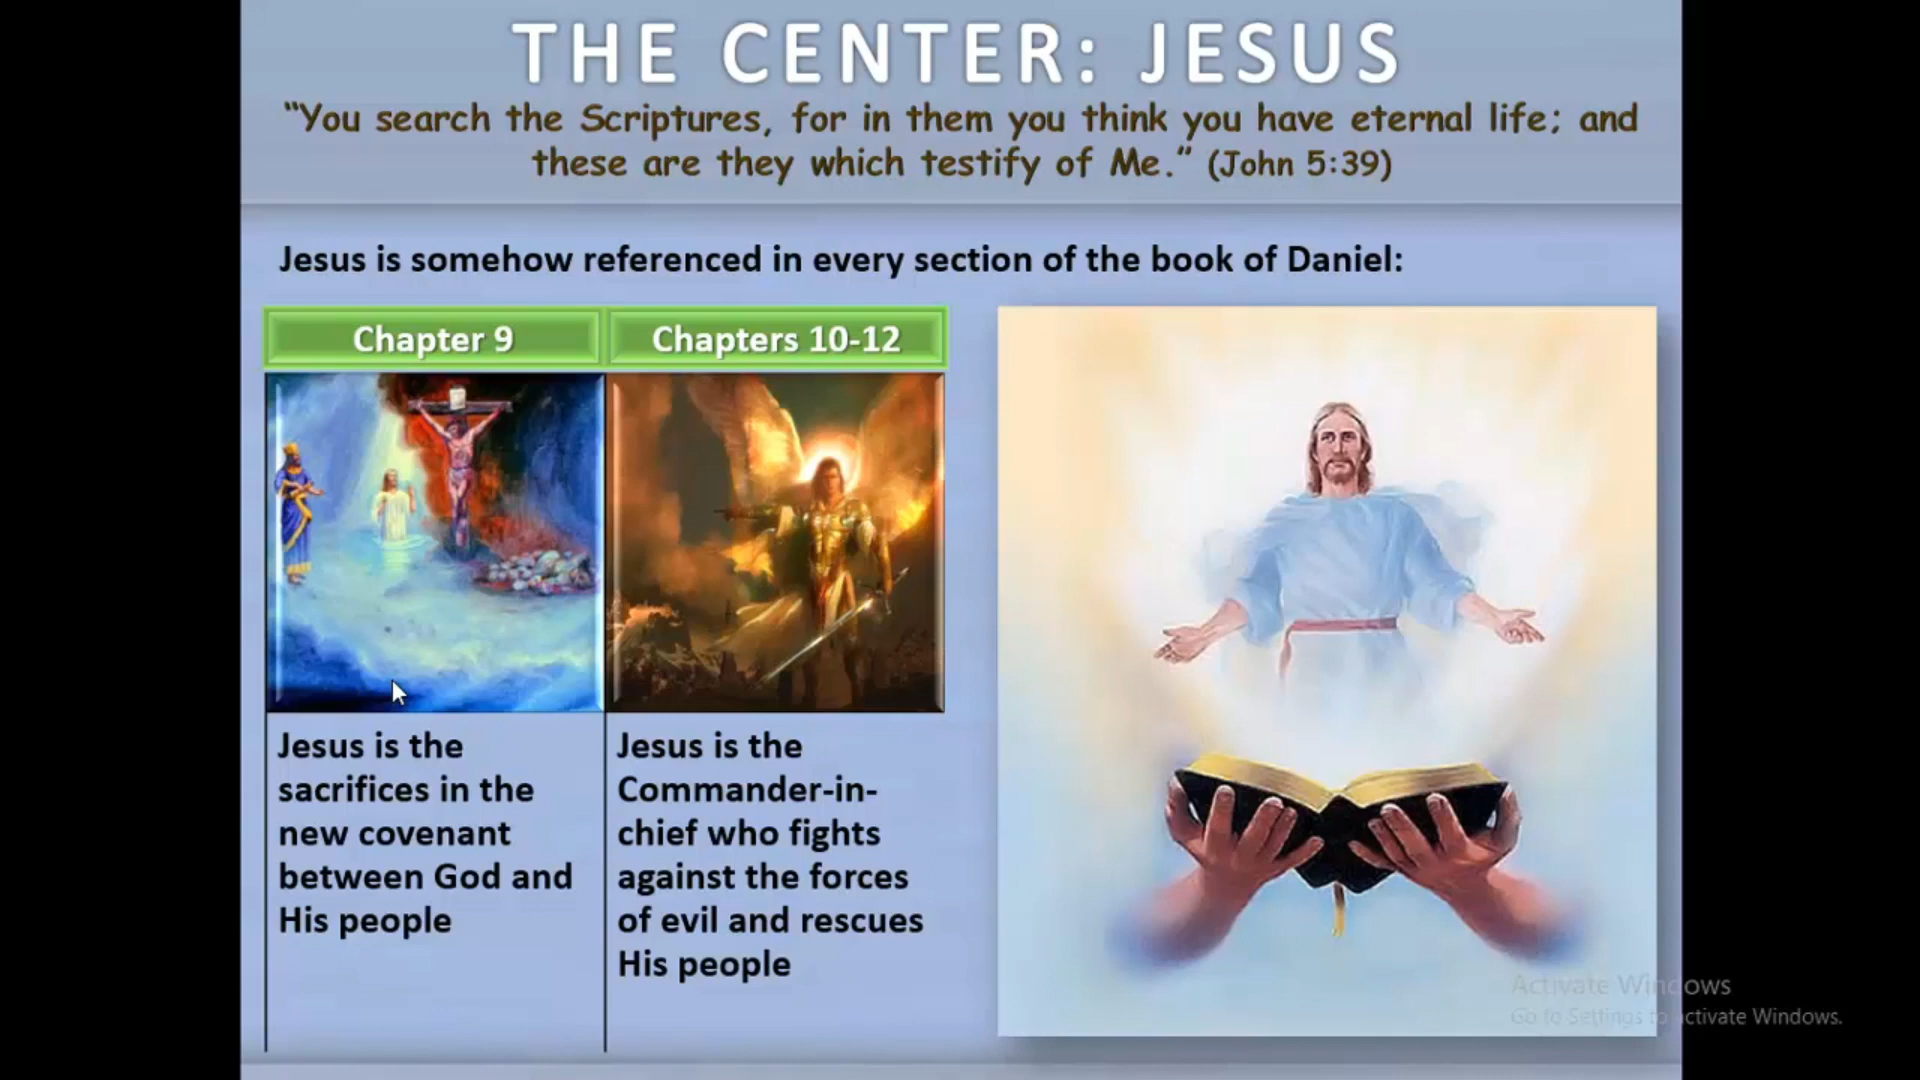 THE CENTER: JESUS
“You search the Scriptures, for in them you think you have eternal life; and
these are they which testify of Me.” (John 5:39)
Jesus is somehow referenced in every section of the book of Daniel:
Chapter 9
Chapters 10-12
Jesus is the
sacrifices in the
new covenant
between God and
His people
Jesus is the
Commander-in-
chief who fights
against the forces
of evil and rescues
His people
Activate Windows
Go to Settings to activate Windows.